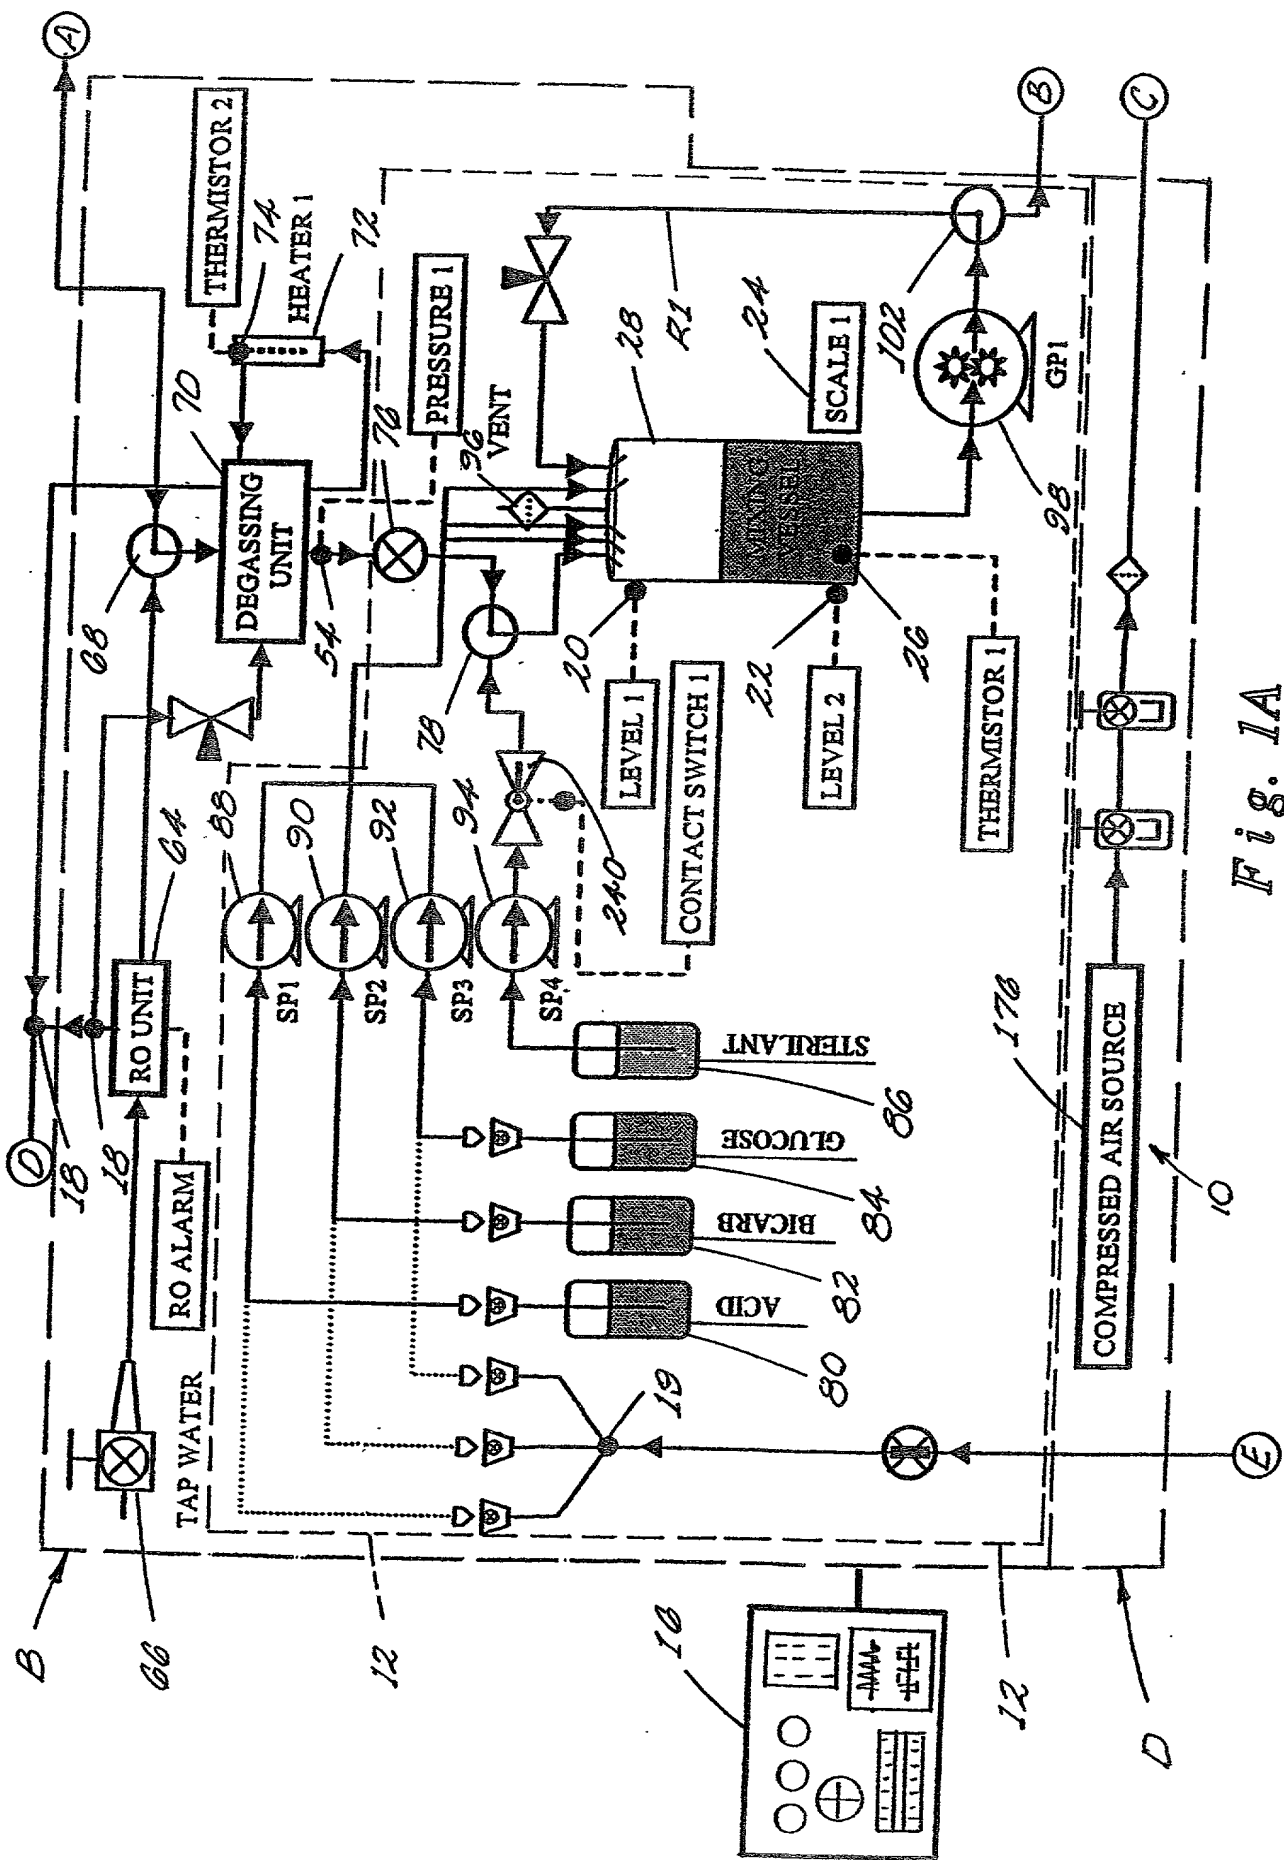 B
66
TAP WATER
RO ALARM
D
18
18
RO UNIT
64
68
70
A
THERMISTOR 2
74
HEATER 1
72
DEGASSING
UNIT
54
PRESSURE 1
76
78
12
88
SP1
90
SP2
92
SP3
94
SP4
240
96
VENT
28
R1
20
LEVEL 1
CONTACT SWITCH 1
22
LEVEL 2
26
THERMISTOR 1
MIXING
VESSEL
SCALE 1
24
102
GP1
98
B
C
ACID
80
BICARB
82
GLUCOSE
84
STERILANT
86
19
E
16
12
D
COMPRESSED AIR SOURCE
176
10
Fig. 1A